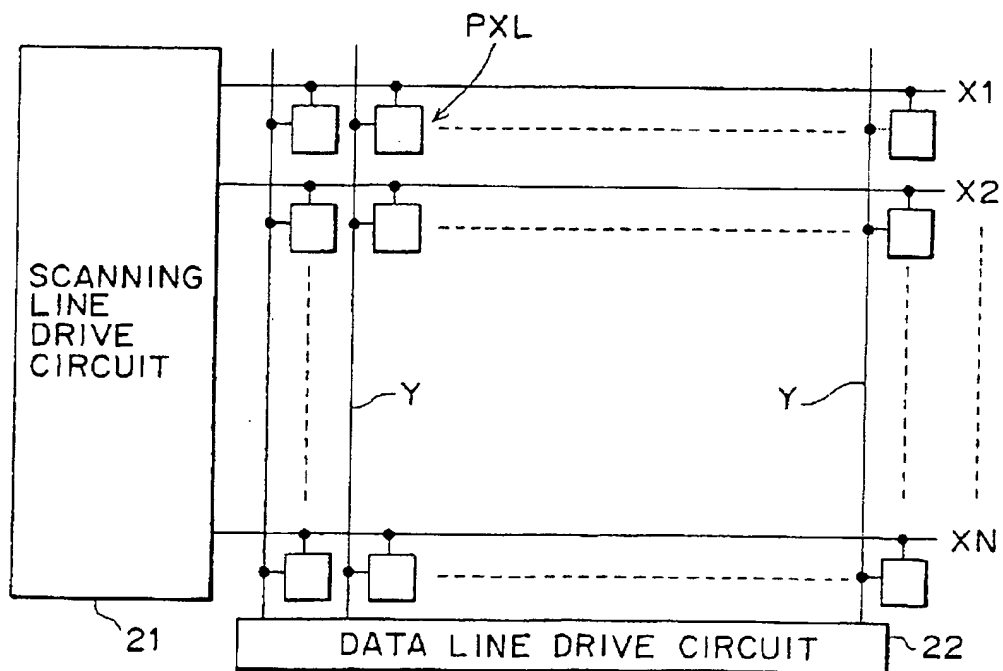 PXL
X1
X2
SCANNING
LINE
DRIVE
CIRCUIT
Y
Y
XN
21
DATA LINE DRIVE CIRCUIT
22